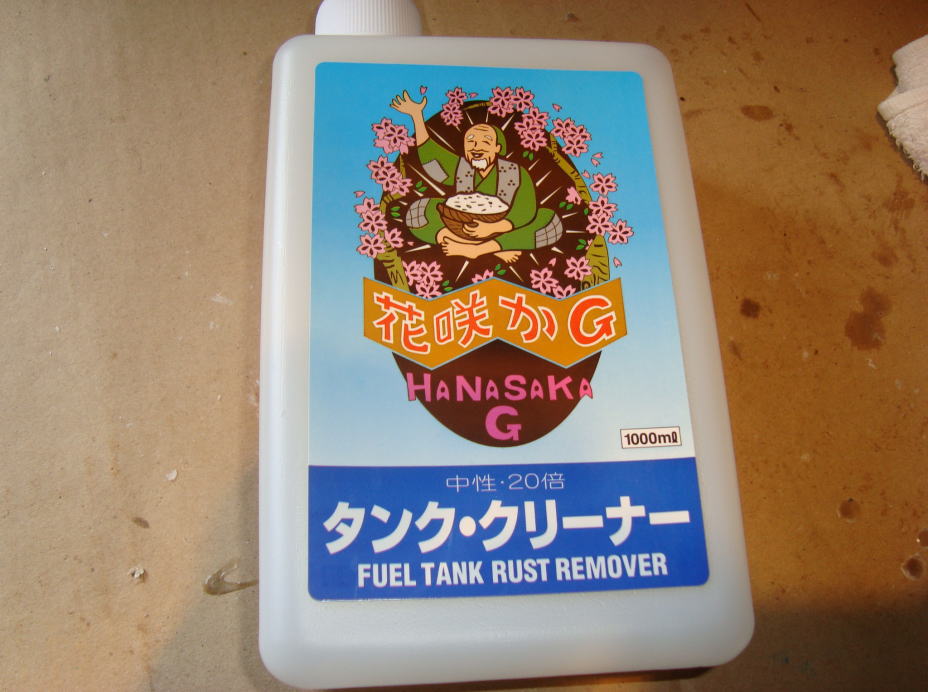 花咲かG
HANASAKA
G
1000ml
中性・20倍
タンク・クリーナー
FUEL TANK RUST REMOVER